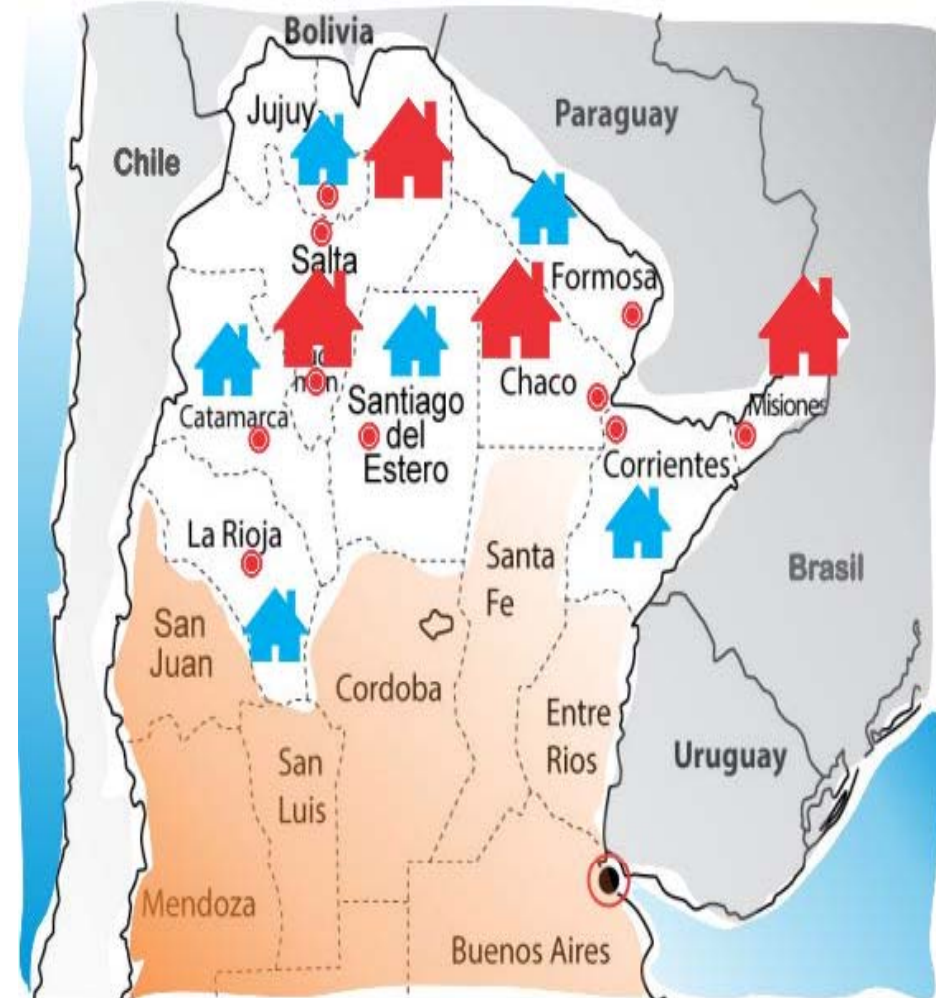 Bolivia
Jujuy
Paraguay
Chile
Salta
Formosa
Chaco
Misiones
Catamarca
Santiago
del
Estero
Corrientes
La Rioja
Santa
Fe
Brasil
San
Juan
Cordoba
Entre
Rios
Uruguay
San
Luis
Mendoza
Buenos Aires